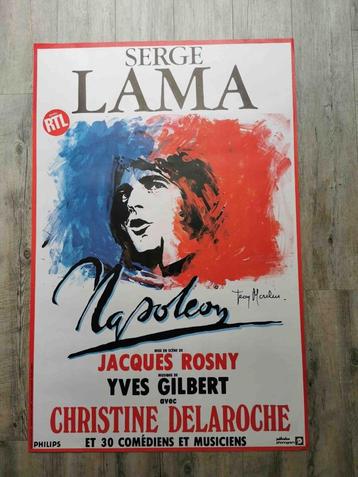 SERGE
LAMA
RTL
Napoleon
MISE EN SCÈNE DE
JACQUES ROSNY
MUSIQUE DE
YVES GILBERT
avec
CHRISTINE DELAROCHE
PHILIPS
ET 30 COMÉDIENS ET MUSICIENS